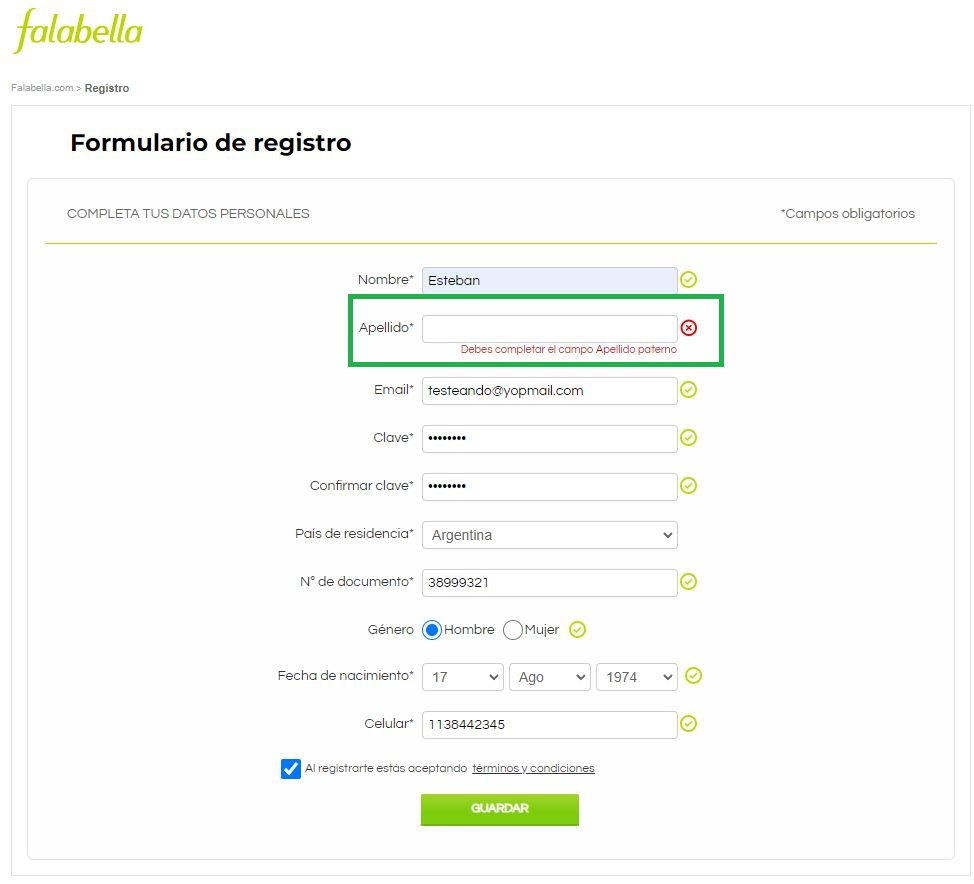 falabella
Falabella.com > Registro
Formulario de registro
COMPLETA TUS DATOS PERSONALES *Campos obligatorios
Nombre* Esteban
Apellido*
Debes completar el campo Apellido paterno
Email* testeando@yopmail.com
Clave* ••••••••
Confirmar clave* ••••••••
País de residencia* Argentina
N° de documento* 38999321
Género Hombre Mujer
Fecha de nacimiento* 17 Ago 1974
Celular* 1138442345
Al registrarte estás aceptando términos y condiciones
GUARDAR